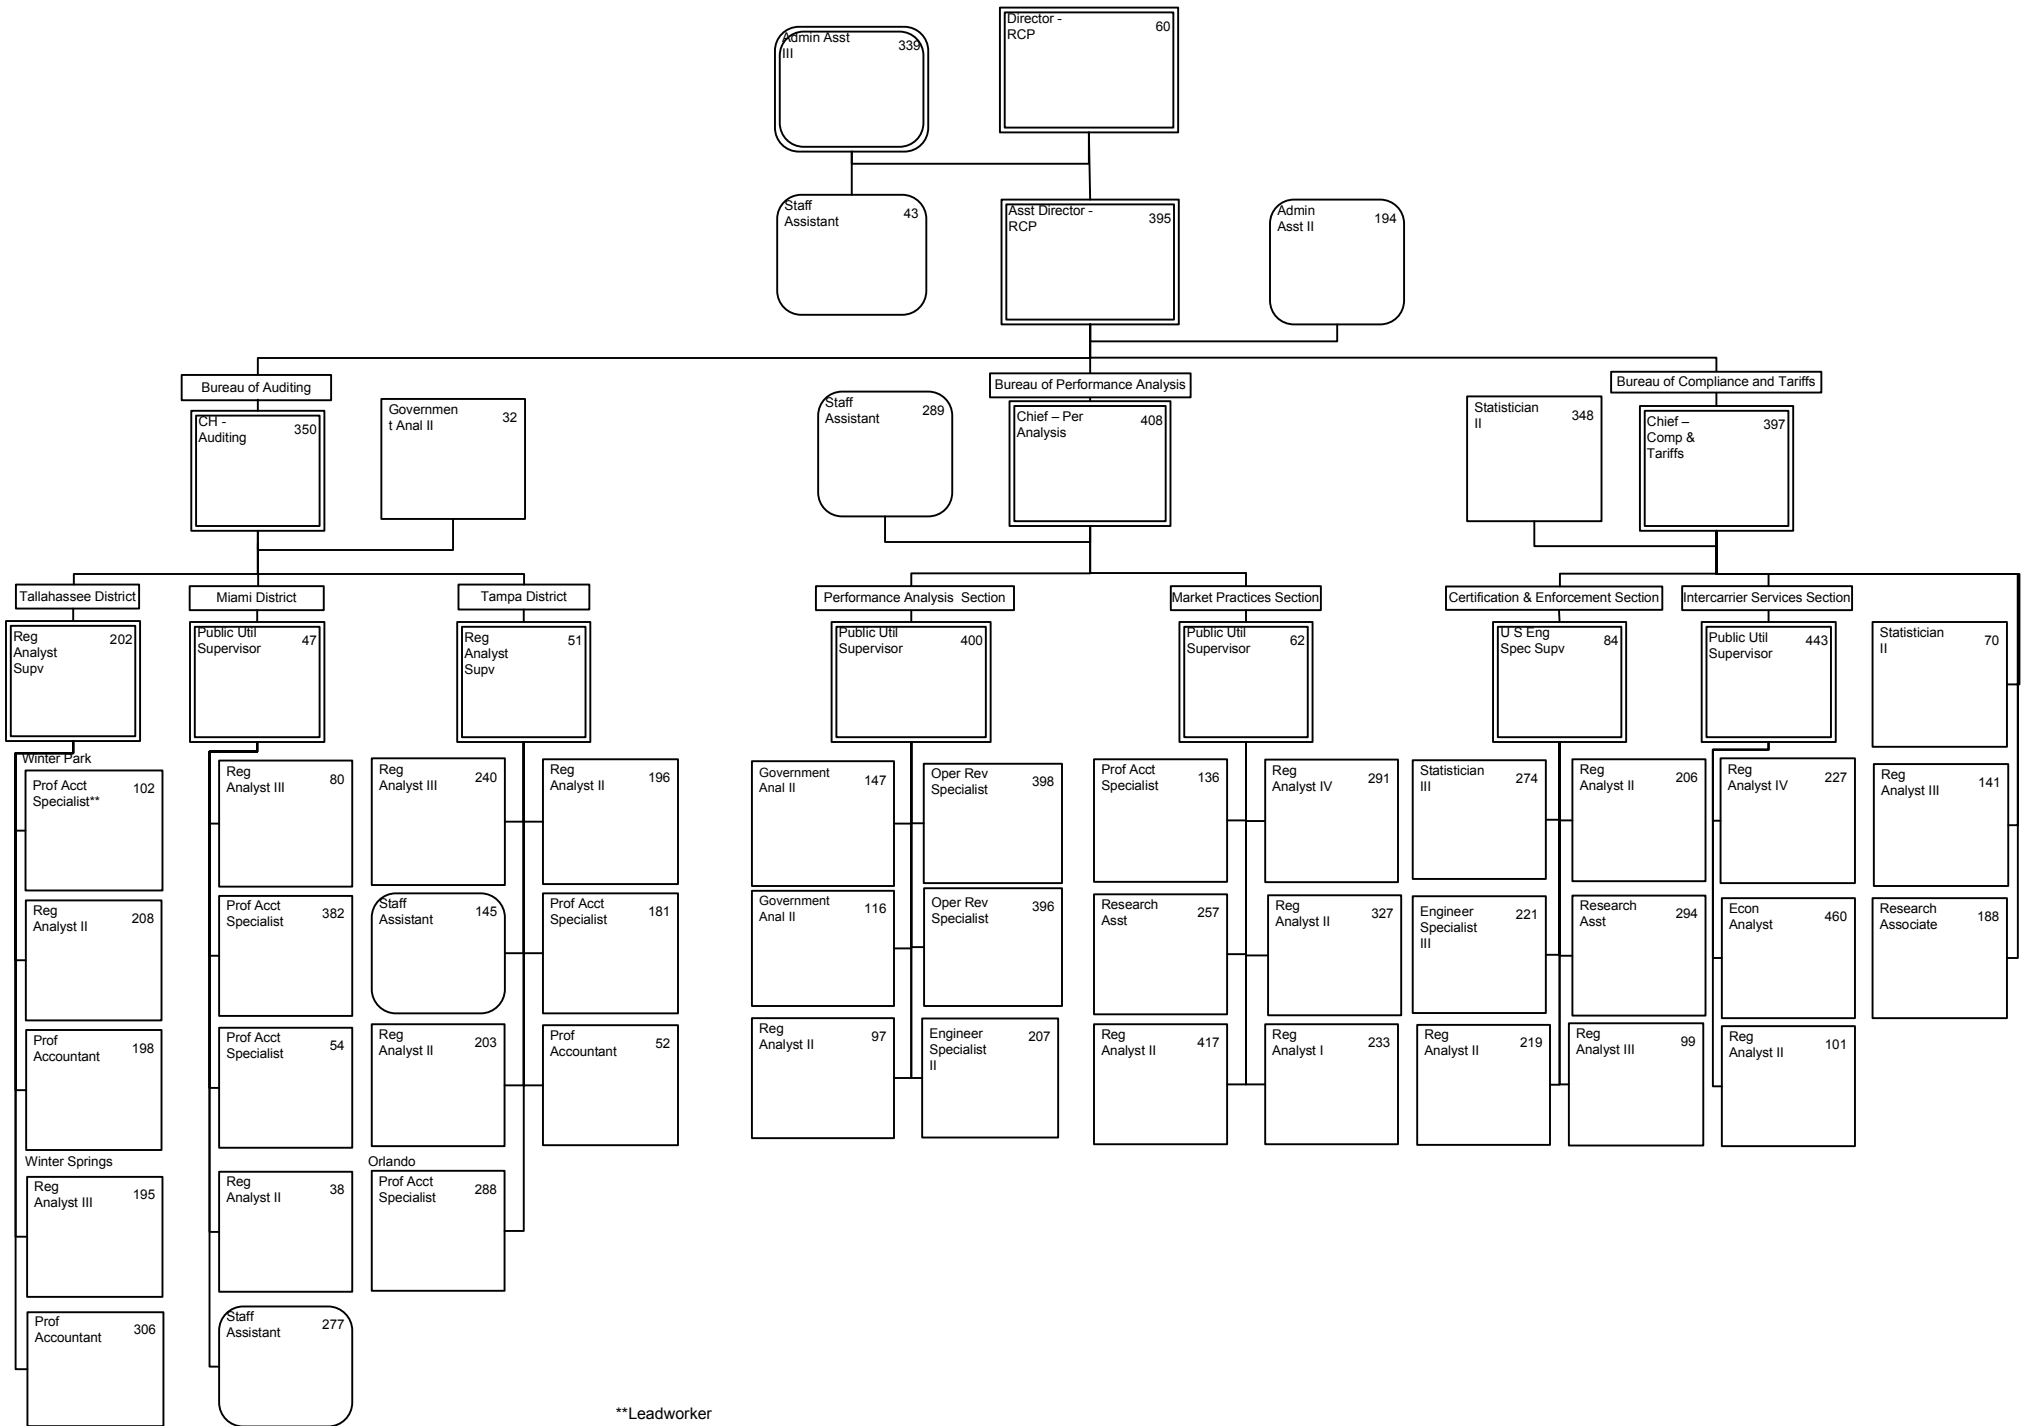 Director -
RCP
60
Admin Asst
III
339
Staff
Assistant
43
Asst Director -
RCP
395
Admin
Asst II
194
Bureau of Auditing
Bureau of Performance Analysis
Bureau of Compliance and Tariffs
CH -
Auditing
350
Governmen
t Anal II
32
Staff
Assistant
289
Chief – Per
Analysis
408
Statistician
II
348
Chief –
Comp &
Tariffs
397
Tallahassee District
Miami District
Tampa District
Performance Analysis Section
Market Practices Section
Certification & Enforcement Section
Intercarrier Services Section
Reg
Analyst
Supv
202
Public Util
Supervisor
47
Reg
Analyst
Supv
51
Public Util
Supervisor
400
Public Util
Supervisor
62
U S Eng
Spec Supv
84
Public Util
Supervisor
443
Statistician
II
70
Winter Park
Prof Acct
Specialist**
102
Reg
Analyst III
80
Reg
Analyst III
240
Reg
Analyst II
196
Government
Anal II
147
Oper Rev
Specialist
398
Prof Acct
Specialist
136
Reg
Analyst IV
291
Statistician
III
274
Reg
Analyst II
206
Reg
Analyst IV
227
Reg
Analyst III
141
Reg
Analyst II
208
Prof Acct
Specialist
382
Staff
Assistant
145
Prof Acct
Specialist
181
Government
Anal II
116
Oper Rev
Specialist
396
Research
Asst
257
Reg
Analyst II
327
Engineer
Specialist
III
221
Research
Asst
294
Econ
Analyst
460
Research
Associate
188
Prof
Accountant
198
Prof Acct
Specialist
54
Reg
Analyst II
203
Prof
Accountant
52
Reg
Analyst II
97
Engineer
Specialist
II
207
Reg
Analyst II
417
Reg
Analyst I
233
Reg
Analyst II
219
Reg
Analyst III
99
Reg
Analyst II
101
Winter Springs
Reg
Analyst III
195
Reg
Analyst II
38
Orlando
Prof Acct
Specialist
288
Prof
Accountant
306
Staff
Assistant
277
**Leadworker